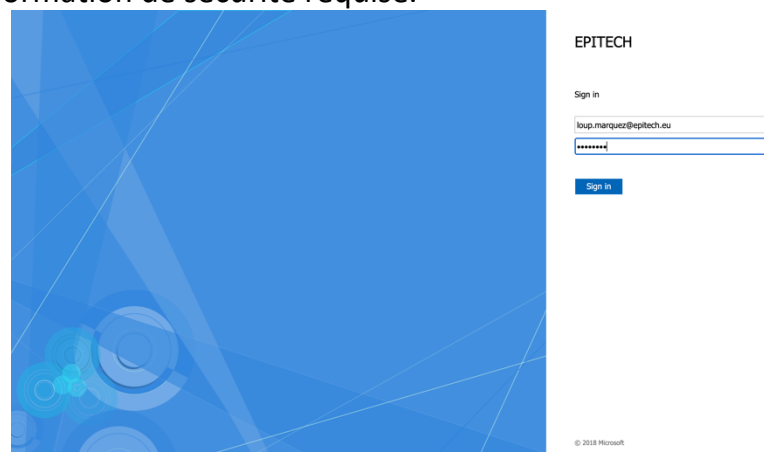 ormation de sécurité requise.
EPITECH
Sign in
loup.marquez@epitech.eu
••••••••
Sign in
© 2018 Microsoft